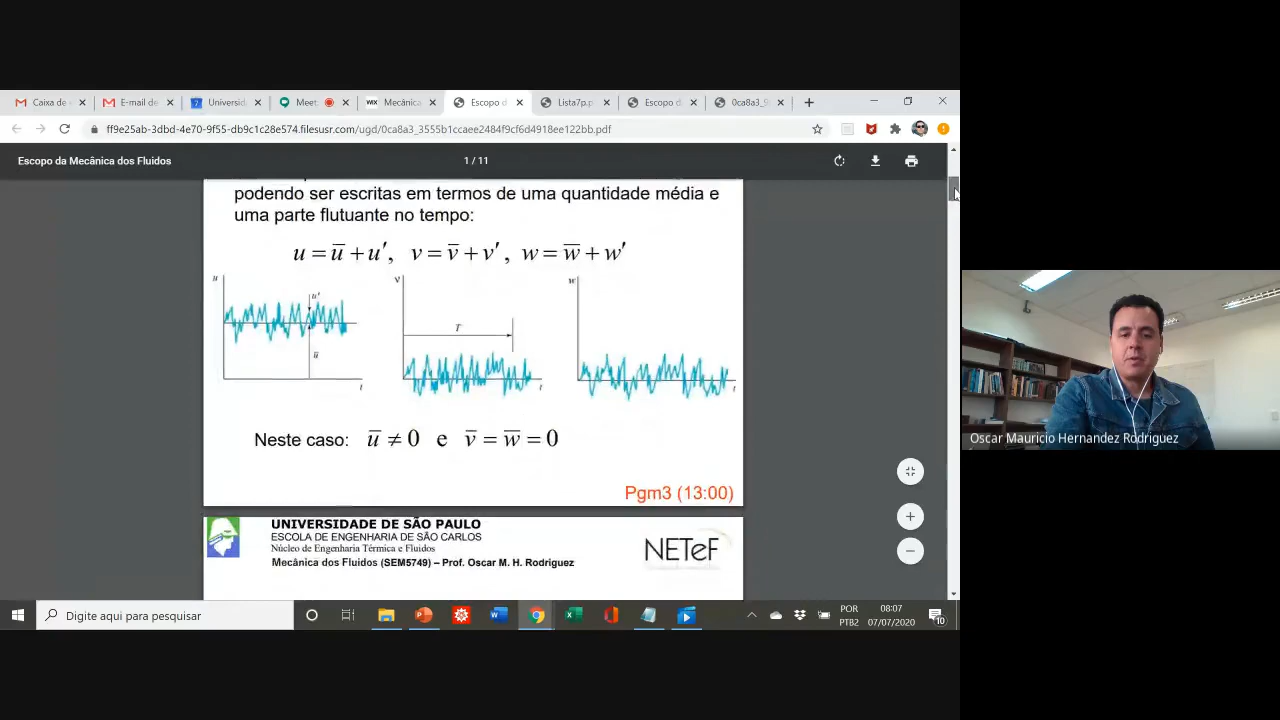 Caixa de
E-mail de
Universid
Meet:
WIX Mecânica
Escopo d
Lista7p.p
Escopo d
0ca8a3_9
ff9e25ab-3dbd-4e70-9ff5-d69c1c28e574.filesusr.com/ugd/0ca8a3_3555b1ccaee2484f9cf6d4918ee122bb.pdf
Escopo da Mecânica dos Fluidos
1 / 11
podendo ser escritas em termos de uma quantidade média e
uma parte flutuante no tempo:
u = u̅ + u′, v = v̅ + v′, w = w̅ + w′
u
u'
u̅
t
v
T
t
w
t
Neste caso: u̅ ≠ 0 e v̅ = w̅ = 0
Pgm3 (13:00)
UNIVERSIDADE DE SÃO PAULO
ESCOLA DE ENGENHARIA DE SÃO CARLOS
Núcleo de Engenharia Térmica e Fluidos
Mecânica dos Fluidos (SEM5749) – Prof. Oscar M. H. Rodriguez
NETeF
Oscar Mauricio Hernandez Rodriguez
Digite aqui para pesquisar
POR
PTB2
08:07
07/07/2020
10